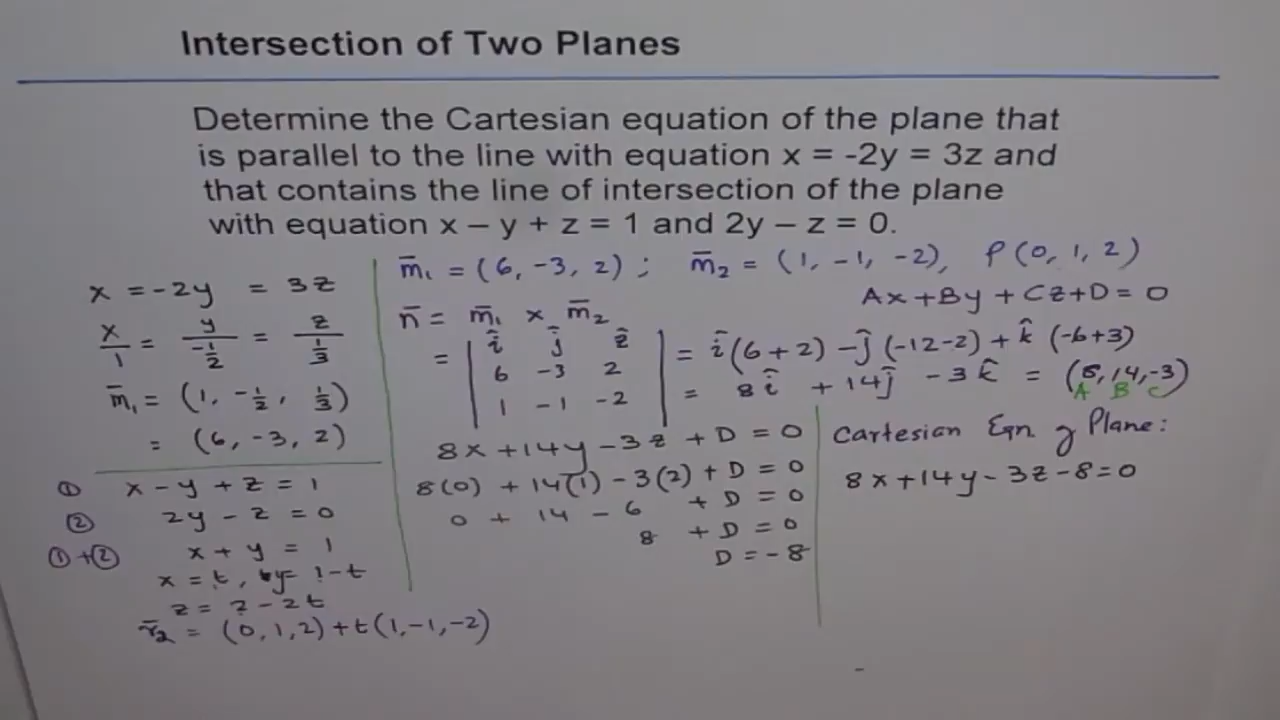 Intersection of Two Planes
Determine the Cartesian equation of the plane that
is parallel to the line with equation x = -2y = 3z and
that contains the line of intersection of the plane
with equation x – y + z = 1 and 2y – z = 0.
x = -2y = 3z
x/1 = y/(-1/2) = z/(1/3)
m̄₁ = (1, -1/2, 1/3)
= (6, -3, 2)
① x - y + z = 1
② 2y - z = 0
① + ② x + y = 1
x = t, y = 1 - t
z = 2 - 2t
r̄₂ = (0, 1, 2) + t(1, -1, -2)
m̄₁ = (6, -3, 2); m̄₂ = (1, -1, -2), P(0, 1, 2)
Ax + By + Cz + D = 0
n̄ = m̄₁ × m̄₂
= | î ĵ ẑ | = î(6+2) - ĵ(-12-2) + k̂(-6+3)
| 6 -3 2 |
| 1 -1 -2 | = 8î + 14ĵ - 3k̂ = (8, 14, -3)
A B C
8x + 14y - 3z + D = 0
8(0) + 14(1) - 3(2) + D = 0
0 + 14 - 6 + D = 0
8 + D = 0
D = -8
Cartesian Eqn. of Plane:
8x + 14y - 3z - 8 = 0